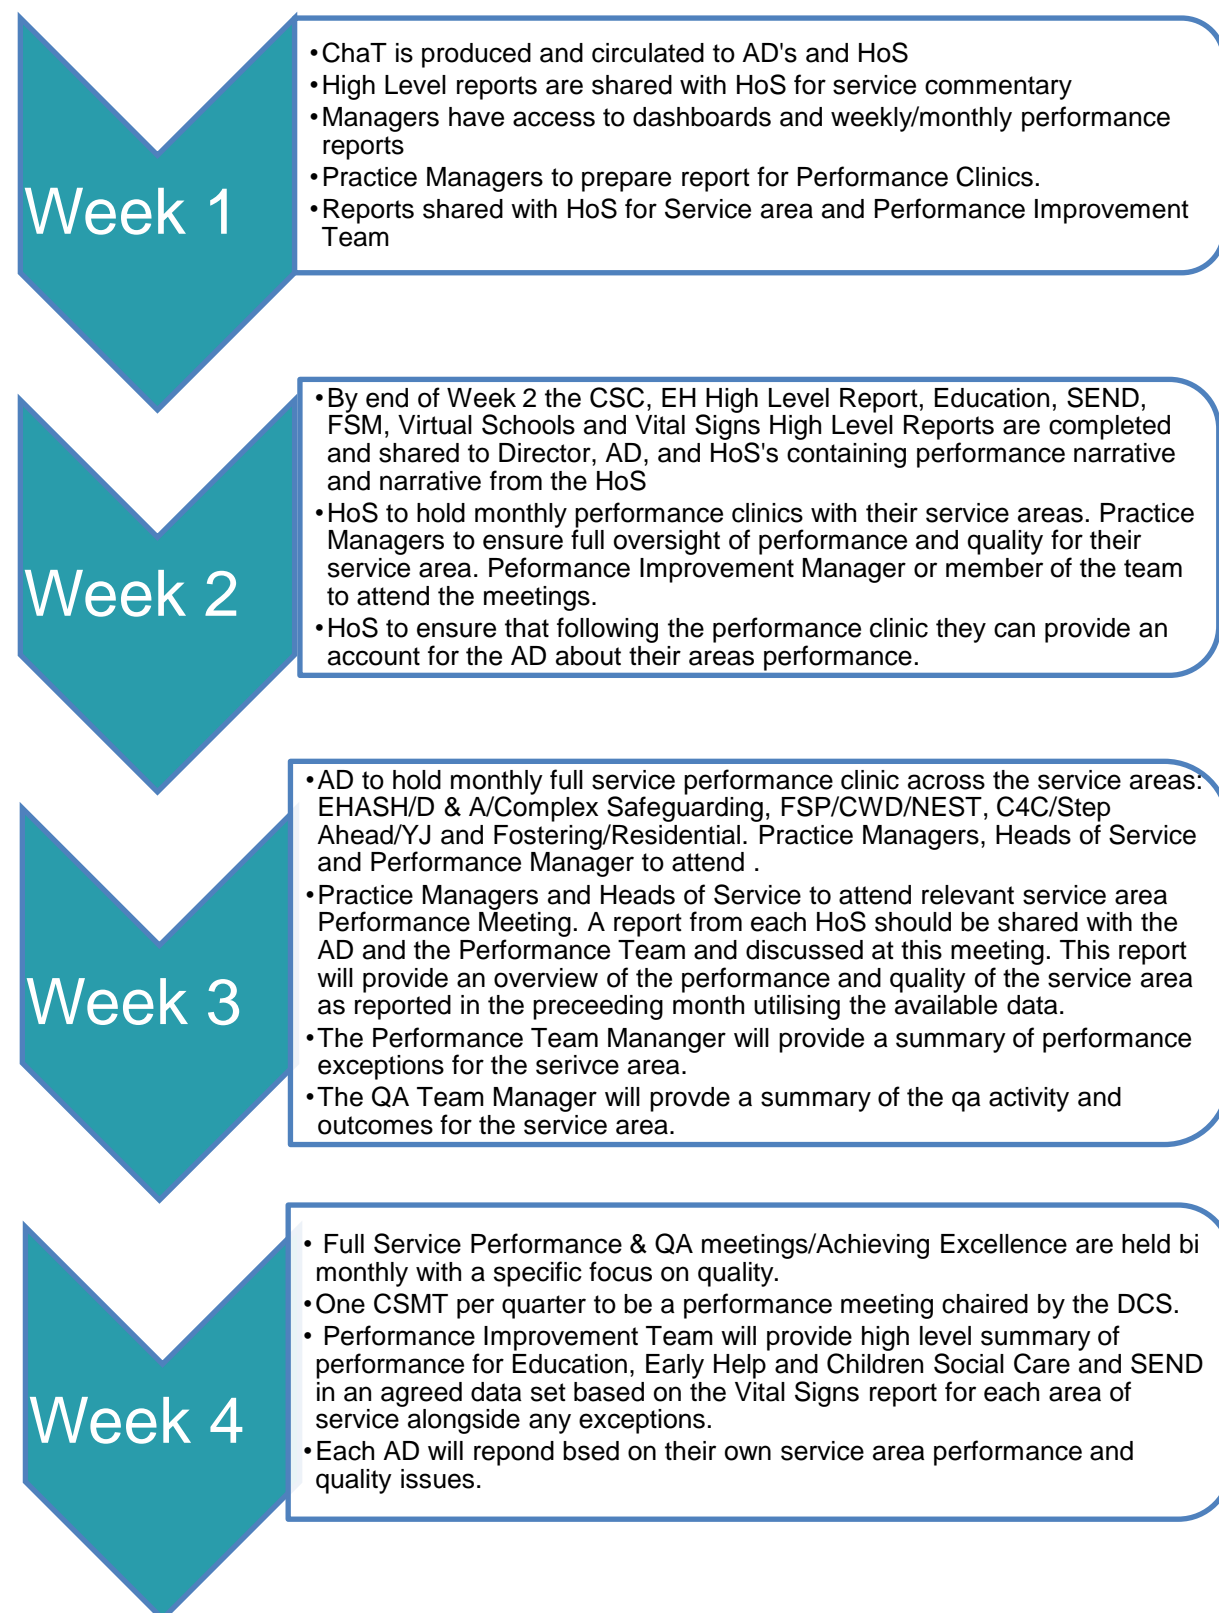 Week 1
•ChaT is produced and circulated to AD's and HoS
•High Level reports are shared with HoS for service commentary
•Managers have access to dashboards and weekly/monthly performance
reports
•Practice Managers to prepare report for Performance Clinics.
•Reports shared with HoS for Service area and Performance Improvement
Team
Week 2
•By end of Week 2 the CSC, EH High Level Report, Education, SEND,
FSM, Virtual Schools and Vital Signs High Level Reports are completed
and shared to Director, AD, and HoS's containing performance narrative
and narrative from the HoS
•HoS to hold monthly performance clinics with their service areas. Practice
Managers to ensure full oversight of performance and quality for their
service area. Peformance Improvement Manager or member of the team
to attend the meetings.
•HoS to ensure that following the performance clinic they can provide an
account for the AD about their areas performance.
Week 3
•AD to hold monthly full service performance clinic across the service areas:
EHASH/D & A/Complex Safeguarding, FSP/CWD/NEST, C4C/Step
Ahead/YJ and Fostering/Residential. Practice Managers, Heads of Service
and Performance Manager to attend .
•Practice Managers and Heads of Service to attend relevant service area
Performance Meeting. A report from each HoS should be shared with the
AD and the Performance Team and discussed at this meeting. This report
will provide an overview of the performance and quality of the service area
as reported in the preceeding month utilising the available data.
•The Performance Team Mananger will provide a summary of performance
exceptions for the serivce area.
•The QA Team Manager will provde a summary of the qa activity and
outcomes for the service area.
Week 4
• Full Service Performance & QA meetings/Achieving Excellence are held bi
monthly with a specific focus on quality.
•One CSMT per quarter to be a performance meeting chaired by the DCS.
• Performance Improvement Team will provide high level summary of
performance for Education, Early Help and Children Social Care and SEND
in an agreed data set based on the Vital Signs report for each area of
service alongside any exceptions.
•Each AD will repond bsed on their own service area performance and
quality issues.